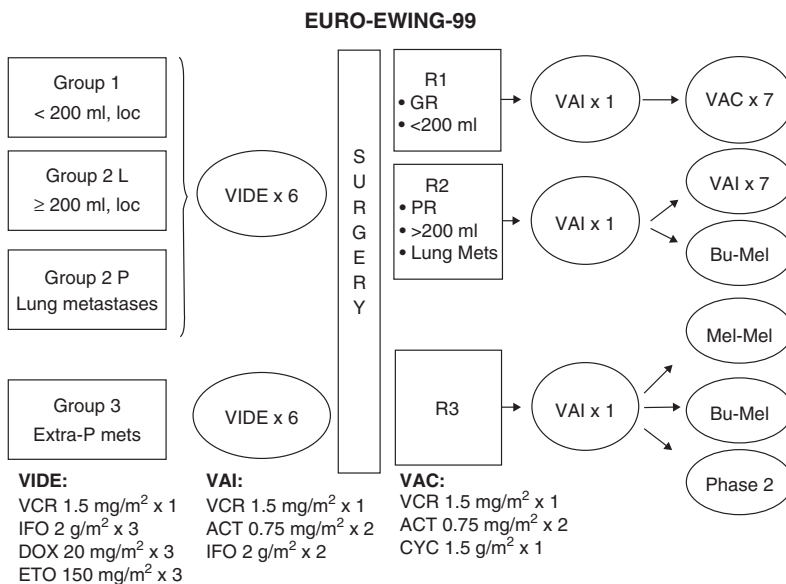 EURO-EWING-99
Group 1
< 200 ml, loc
Group 2 L
≥ 200 ml, loc
Group 2 P
Lung metastases
Group 3
Extra-P mets
VIDE x 6
VIDE x 6
S
U
R
G
E
R
Y
R1
• GR
• <200 ml
VAI x 1
VAC x 7
R2
• PR
• >200 ml
• Lung Mets
VAI x 1
VAI x 7
Bu-Mel
R3
VAI x 1
Mel-Mel
Bu-Mel
Phase 2
VIDE:
VCR 1.5 mg/m² x 1
IFO 2 g/m² x 3
DOX 20 mg/m² x 3
ETO 150 mg/m² x 3
VAI:
VCR 1.5 mg/m² x 1
ACT 0.75 mg/m² x 2
IFO 2 g/m² x 2
VAC:
VCR 1.5 mg/m² x 1
ACT 0.75 mg/m² x 2
CYC 1.5 g/m² x 1